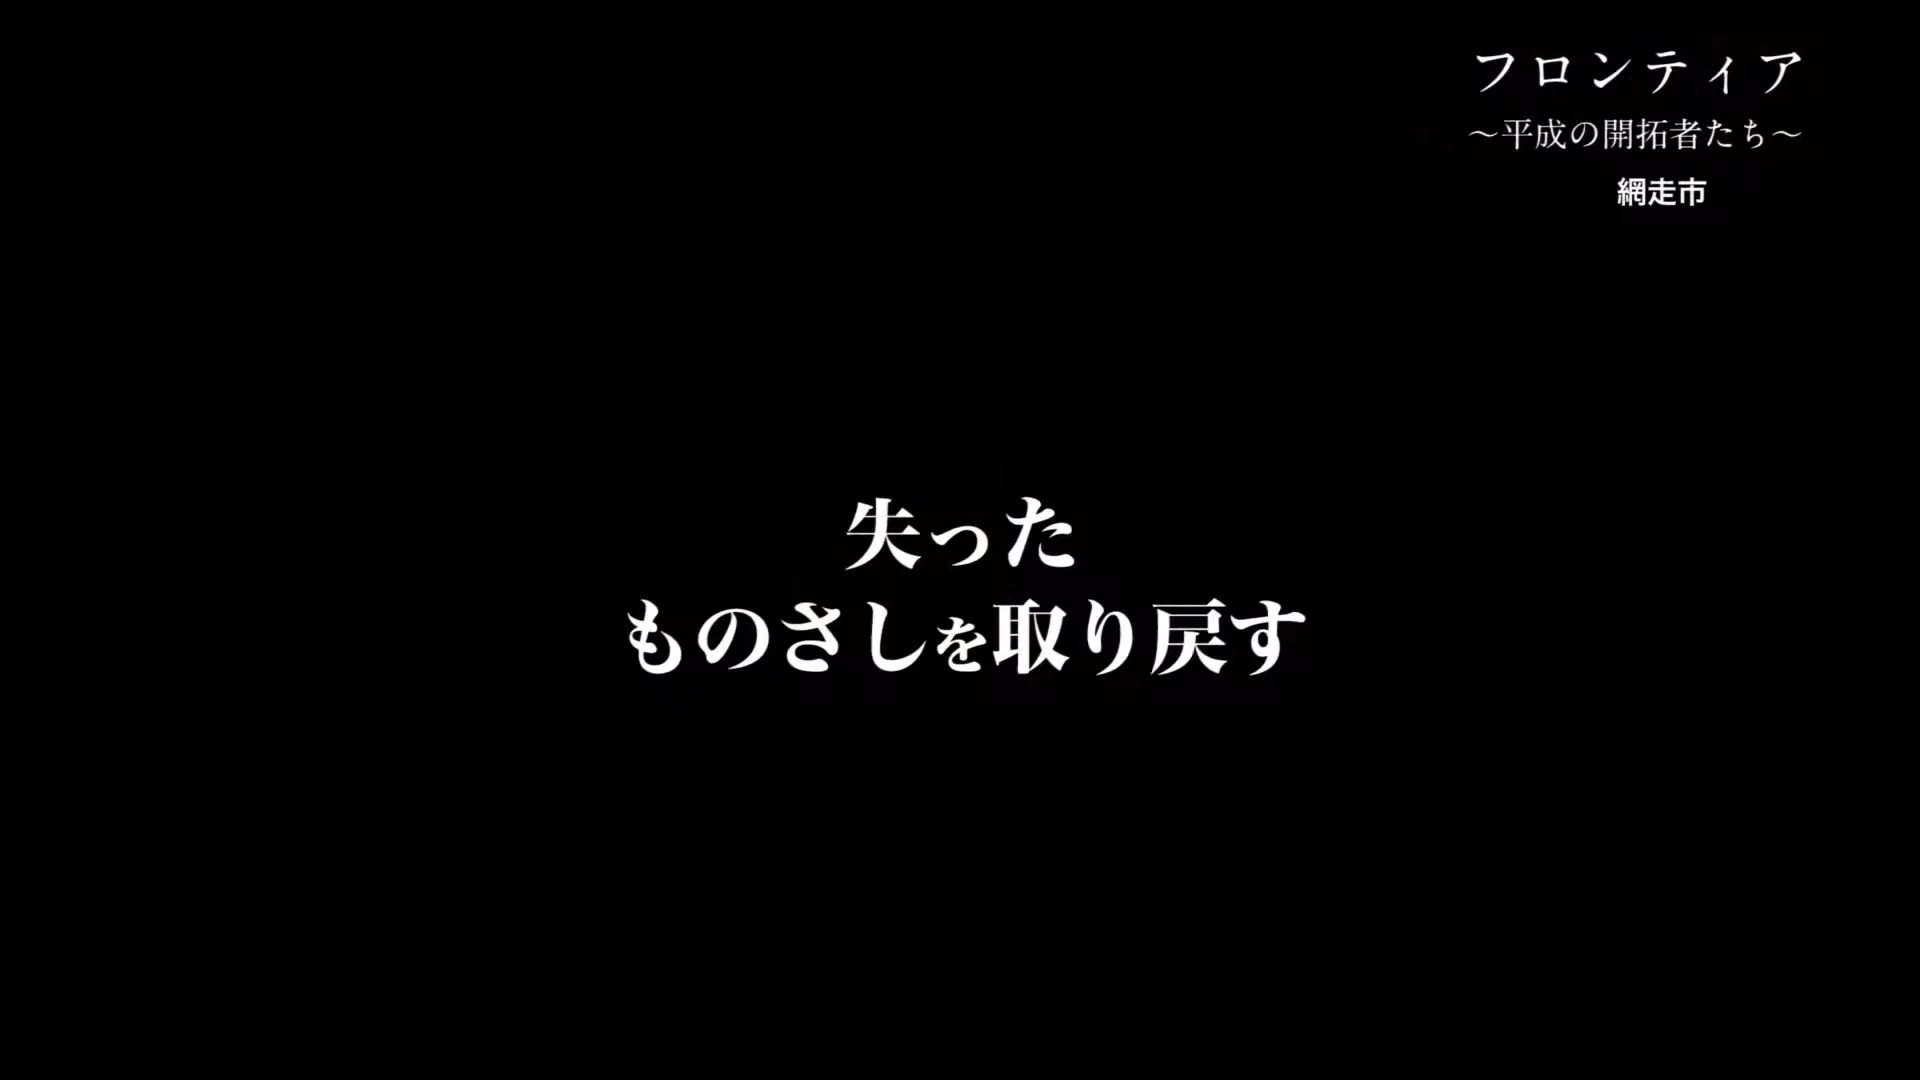 フロンティア
～平成の開拓者たち～
網走市
失った
ものさしを取り戻す